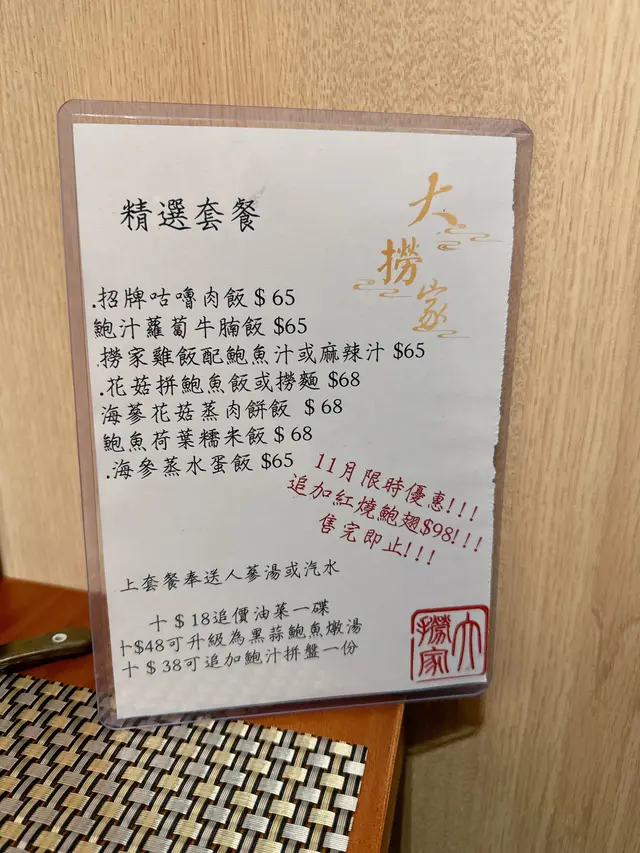 大
撈
家
精選套餐
.招牌咕嚕肉飯 $ 65
鮑汁蘿蔔牛腩飯 $65
.撈家雞飯配鮑魚汁或麻辣汁 $65
.花菇拼鮑魚飯或撈麵 $68
海蔘花菇蒸肉餅飯 $ 68
鮑魚荷葉糯米飯 $ 68
.海參蒸水蛋飯 $65
11月限時優惠!!!
追加紅燒鮑翅$98!!!
售完即止!!!
上套餐奉送人蔘湯或汽水
十 $ 18追價油菜一碟
十$48可升級為黑蒜鮑魚燉湯
十 $ 38可追加鮑汁拼盤一份
大撈家